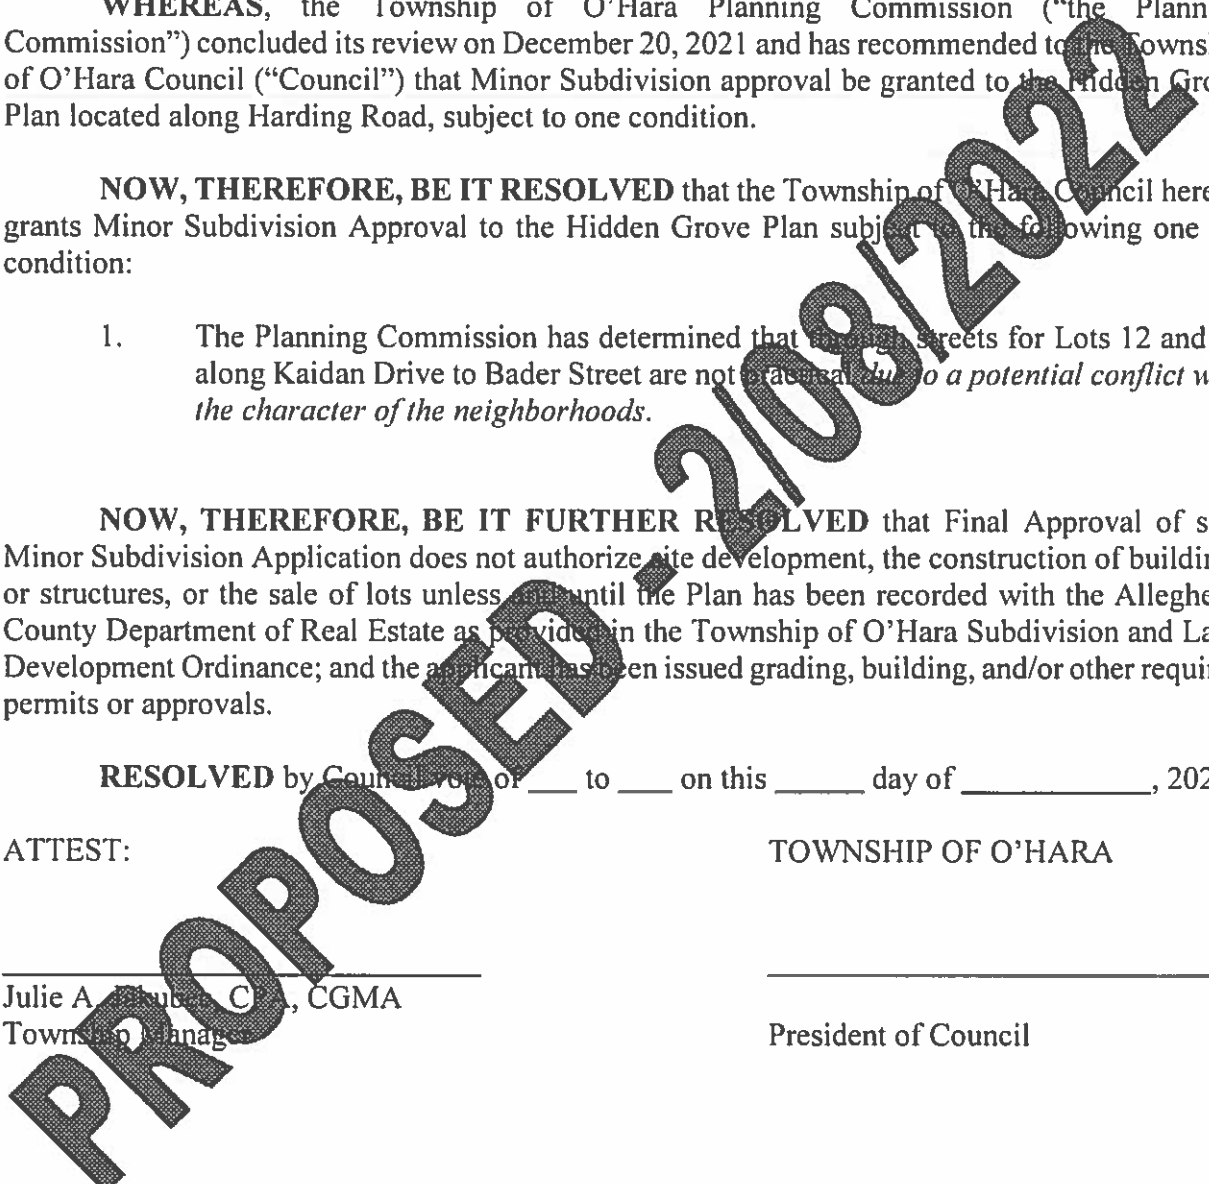 WHEREAS, the Township of O’Hara Planning Commission (“the Plann
Commission”) concluded its review on December 20, 2021 and has recommended to the Towns
of O’Hara Council (“Council”) that Minor Subdivision approval be granted to the Hidden Gro
Plan located along Harding Road, subject to one condition.
NOW, THEREFORE, BE IT RESOLVED that the Township of O’Hara Council here
grants Minor Subdivision Approval to the Hidden Grove Plan subject to the following one
condition:
1. The Planning Commission has determined that through streets for Lots 12 and
along Kaidan Drive to Bader Street are not practical due to a potential conflict w
the character of the neighborhoods.
NOW, THEREFORE, BE IT FURTHER RESOLVED that Final Approval of s
Minor Subdivision Application does not authorize site development, the construction of buildin
or structures, or the sale of lots unless and until the Plan has been recorded with the Alleghe
County Department of Real Estate as provided in the Township of O’Hara Subdivision and La
Development Ordinance; and the applicant has been issued grading, building, and/or other requir
permits or approvals.
RESOLVED by Council vote of ___ to ___ on this ______ day of ____________, 202
ATTEST: TOWNSHIP OF O’HARA
Julie A. CPA, CGMA
Township Manager President of Council
PROPOSED - 2/08/2022